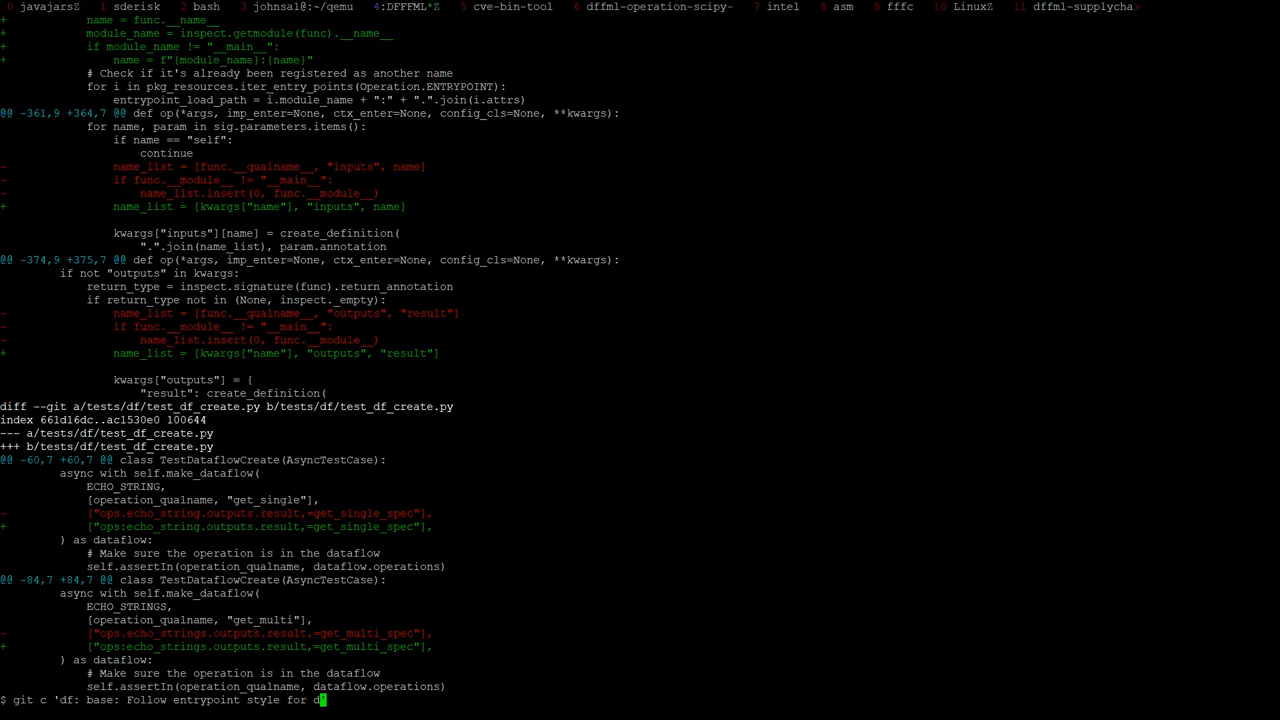 0 javajarsZ  1 sderisk  2 bash  3 johnsa1@:~/qemu  4:DFFFML*Z  5 cve-bin-tool  6 dffml-operation-scipy-  7 intel  8 asm  9 fffc  10 LinuxZ  11 dffml-supplycha>
+            name = func.__name__
+            module_name = inspect.getmodule(func).__name__
+            if module_name != "__main__":
+                name = f"{module_name}:{name}"
             # Check if it's already been registered as another name
             for i in pkg_resources.iter_entry_points(Operation.ENTRYPOINT):
                 entrypoint_load_path = i.module_name + ":" + ".".join(i.attrs)
@@ -361,9 +364,7 @@ def op(*args, imp_enter=None, ctx_enter=None, config_cls=None, **kwargs):
             for name, param in sig.parameters.items():
                 if name == "self":
                     continue
-                name_list = [func.__qualname__, "inputs", name]
-                if func.__module__ != "__main__":
-                    name_list.insert(0, func.__module__)
+                name_list = [kwargs["name"], "inputs", name]
                 kwargs["inputs"][name] = create_definition(
                     ".".join(name_list), param.annotation
@@ -374,9 +375,7 @@ def op(*args, imp_enter=None, ctx_enter=None, config_cls=None, **kwargs):
         if not "outputs" in kwargs:
             return_type = inspect.signature(func).return_annotation
             if return_type not in (None, inspect._empty):
-                name_list = [func.__qualname__, "outputs", "result"]
-                if func.__module__ != "__main__":
-                    name_list.insert(0, func.__module__)
+                name_list = [kwargs["name"], "outputs", "result"]
                 kwargs["outputs"] = {
                     "result": create_definition(
diff --git a/tests/df/test_df_create.py b/tests/df/test_df_create.py
index 661d16dc..ac1530e0 100644
--- a/tests/df/test_df_create.py
+++ b/tests/df/test_df_create.py
@@ -60,7 +60,7 @@ class TestDataflowCreate(AsyncTestCase):
         async with self.make_dataflow(
             ECHO_STRING,
             [operation_qualname, "get_single"],
-            ["ops.echo_string.outputs.result,=get_single_spec"],
+            ["ops:echo_string.outputs.result,=get_single_spec"],
         ) as dataflow:
             # Make sure the operation is in the dataflow
             self.assertIn(operation_qualname, dataflow.operations)
@@ -84,7 +84,7 @@ class TestDataflowCreate(AsyncTestCase):
         async with self.make_dataflow(
             ECHO_STRINGS,
             [operation_qualname, "get_multi"],
-            ["ops.echo_strings.outputs.result,=get_multi_spec"],
+            ["ops:echo_strings.outputs.result,=get_multi_spec"],
         ) as dataflow:
             # Make sure the operation is in the dataflow
             self.assertIn(operation_qualname, dataflow.operations)
$ git c 'df: base: Follow entrypoint style for d'